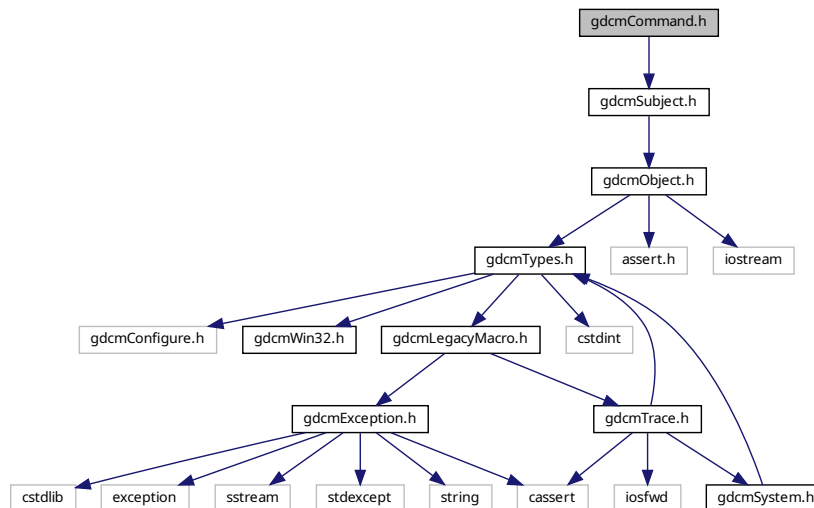 gdcmCommand.h
gdcmSubject.h
gdcmObject.h
gdcmTypes.h
assert.h
iostream
gdcmConfigure.h
gdcmWin32.h
gdcmLegacyMacro.h
cstdint
gdcmException.h
gdcmTrace.h
cstdlib
exception
sstream
stdexcept
string
cassert
iosfwd
gdcmSystem.h